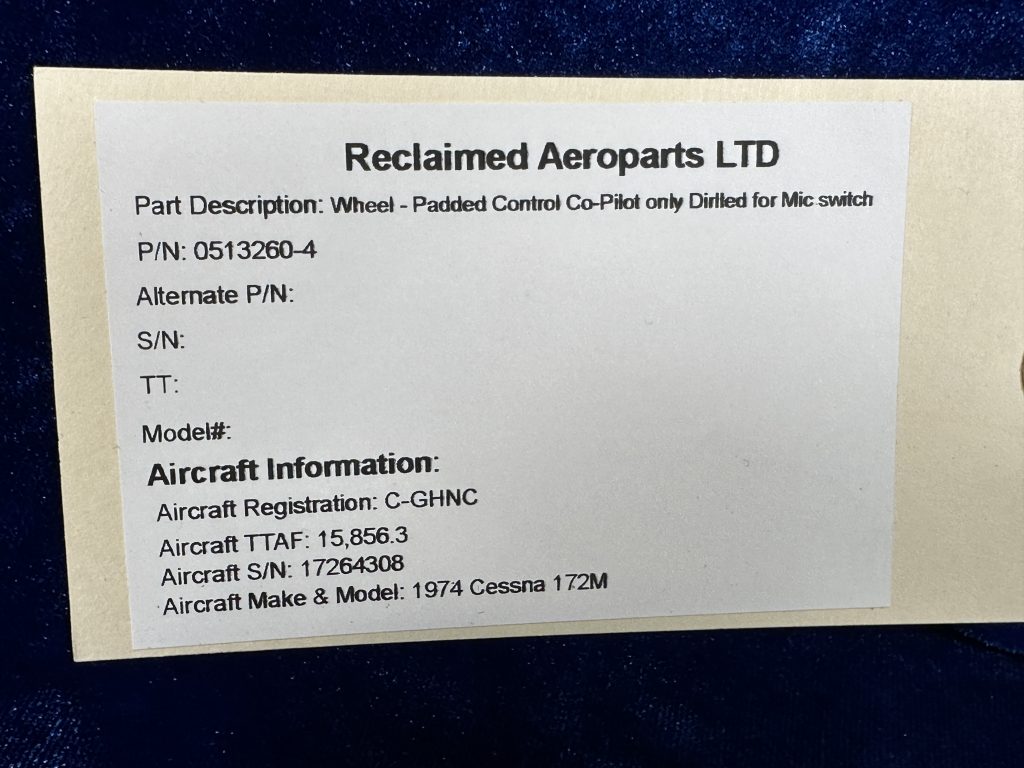 Reclaimed Aeroparts LTD
Part Description: Wheel - Padded Control Co-Pilot only Dirlled for Mic switch
P/N: 0513260-4
Alternate P/N:
S/N:
TT:
Model#:
Aircraft Information:
Aircraft Registration: C-GHNC
Aircraft TTAF: 15,856.3
Aircraft S/N: 17264308
Aircraft Make & Model: 1974 Cessna 172M